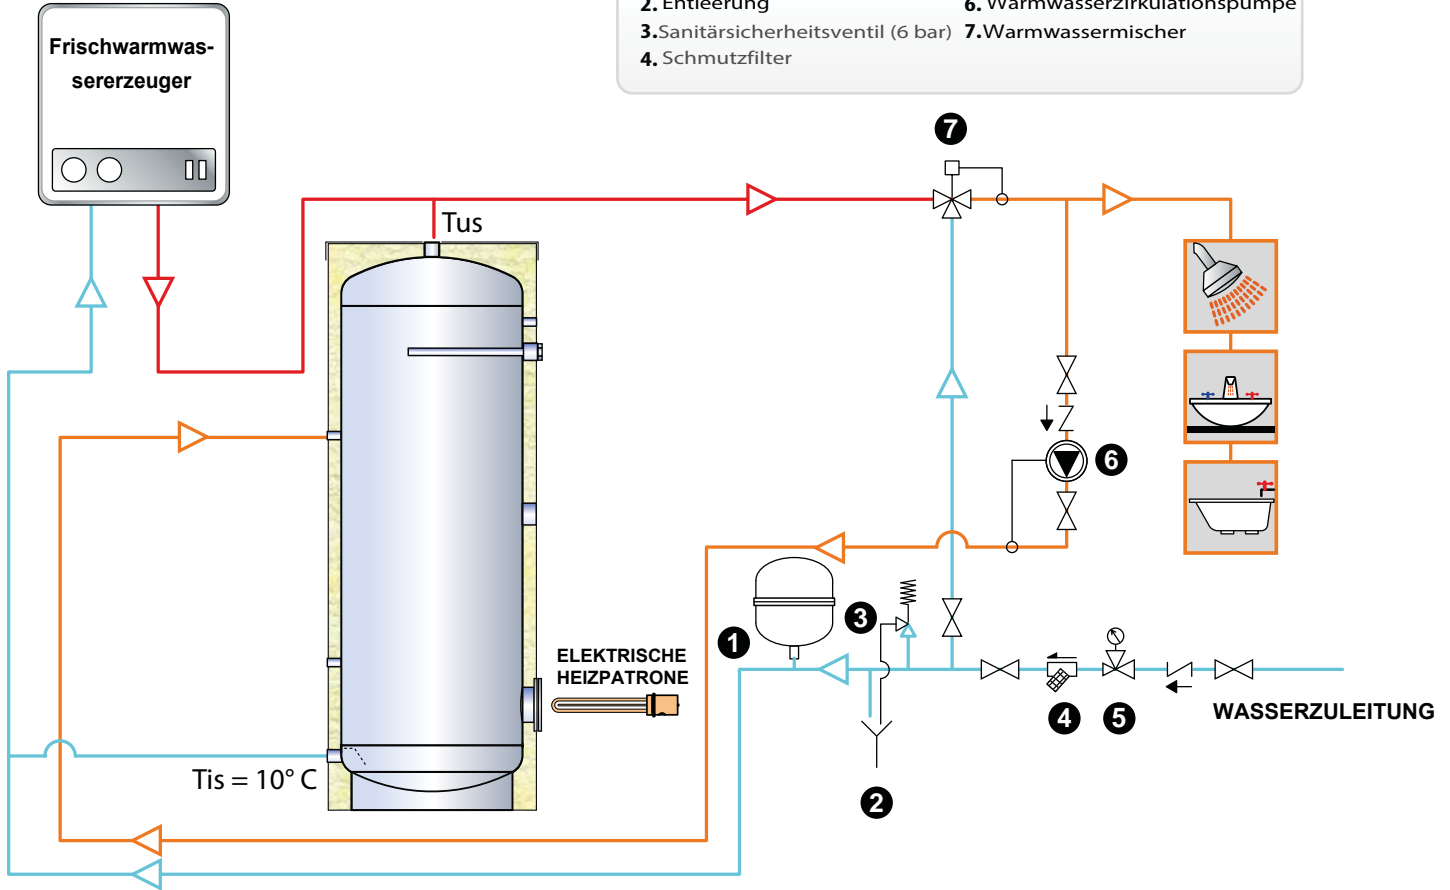 2. Entleerung
6. Warmwasserzirkulationspumpe
3. Sanitärsicherheitsventil (6 bar)
7. Warmwassermischer
4. Schmutzfilter
Frischwarmwas-
sererzeuger
7
Tus
6
3
1
ELEKTRISCHE
HEIZPATRONE
4
5
WASSERZULEITUNG
Tis = 10° C
2